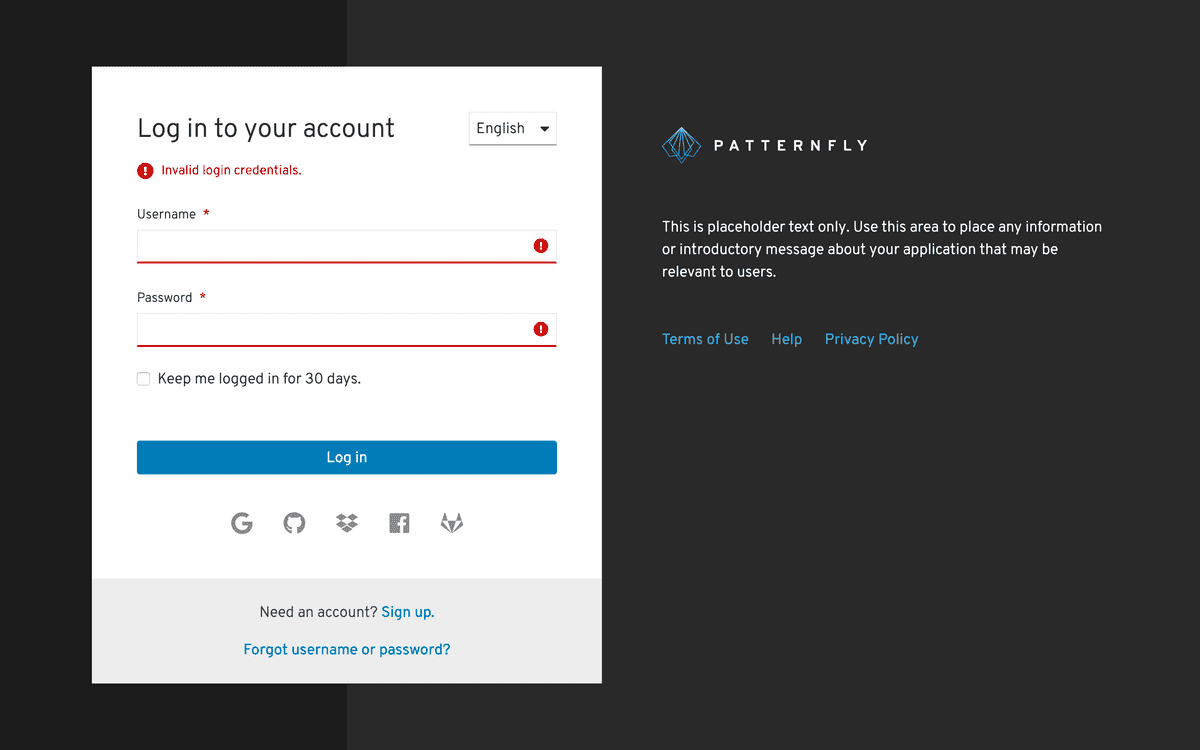 Log in to your account
English
Invalid login credentials.
Username *
Password *
Keep me logged in for 30 days.
Log in
Need an account? Sign up.
Forgot username or password?
PATTERNFLY
This is placeholder text only. Use this area to place any information
or introductory message about your application that may be
relevant to users.
Terms of Use Help Privacy Policy